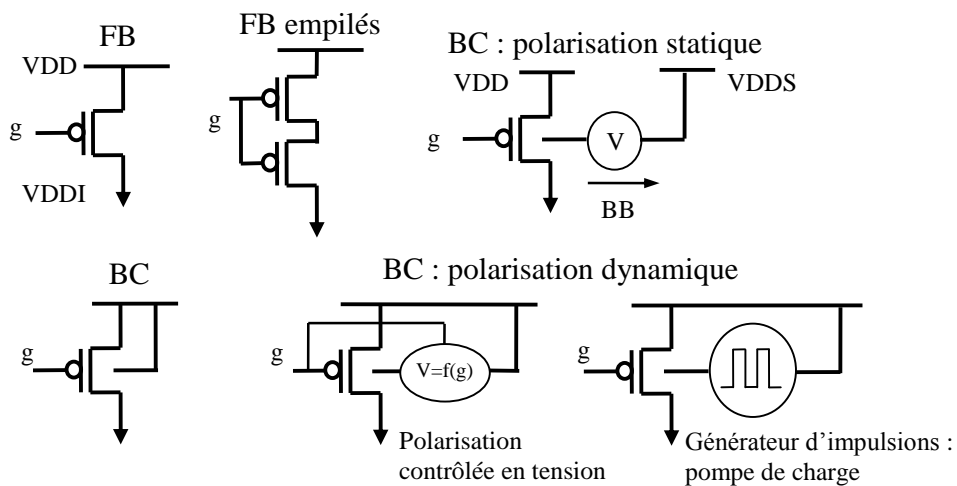 FB
VDD
g
VDDI
FB empilés
g
BC : polarisation statique
VDD
VDDS
g
V
BB
BC
g
BC : polarisation dynamique
g
V=f(g)
Polarisation
contrôlée en tension
g
Générateur d’impulsions :
pompe de charge